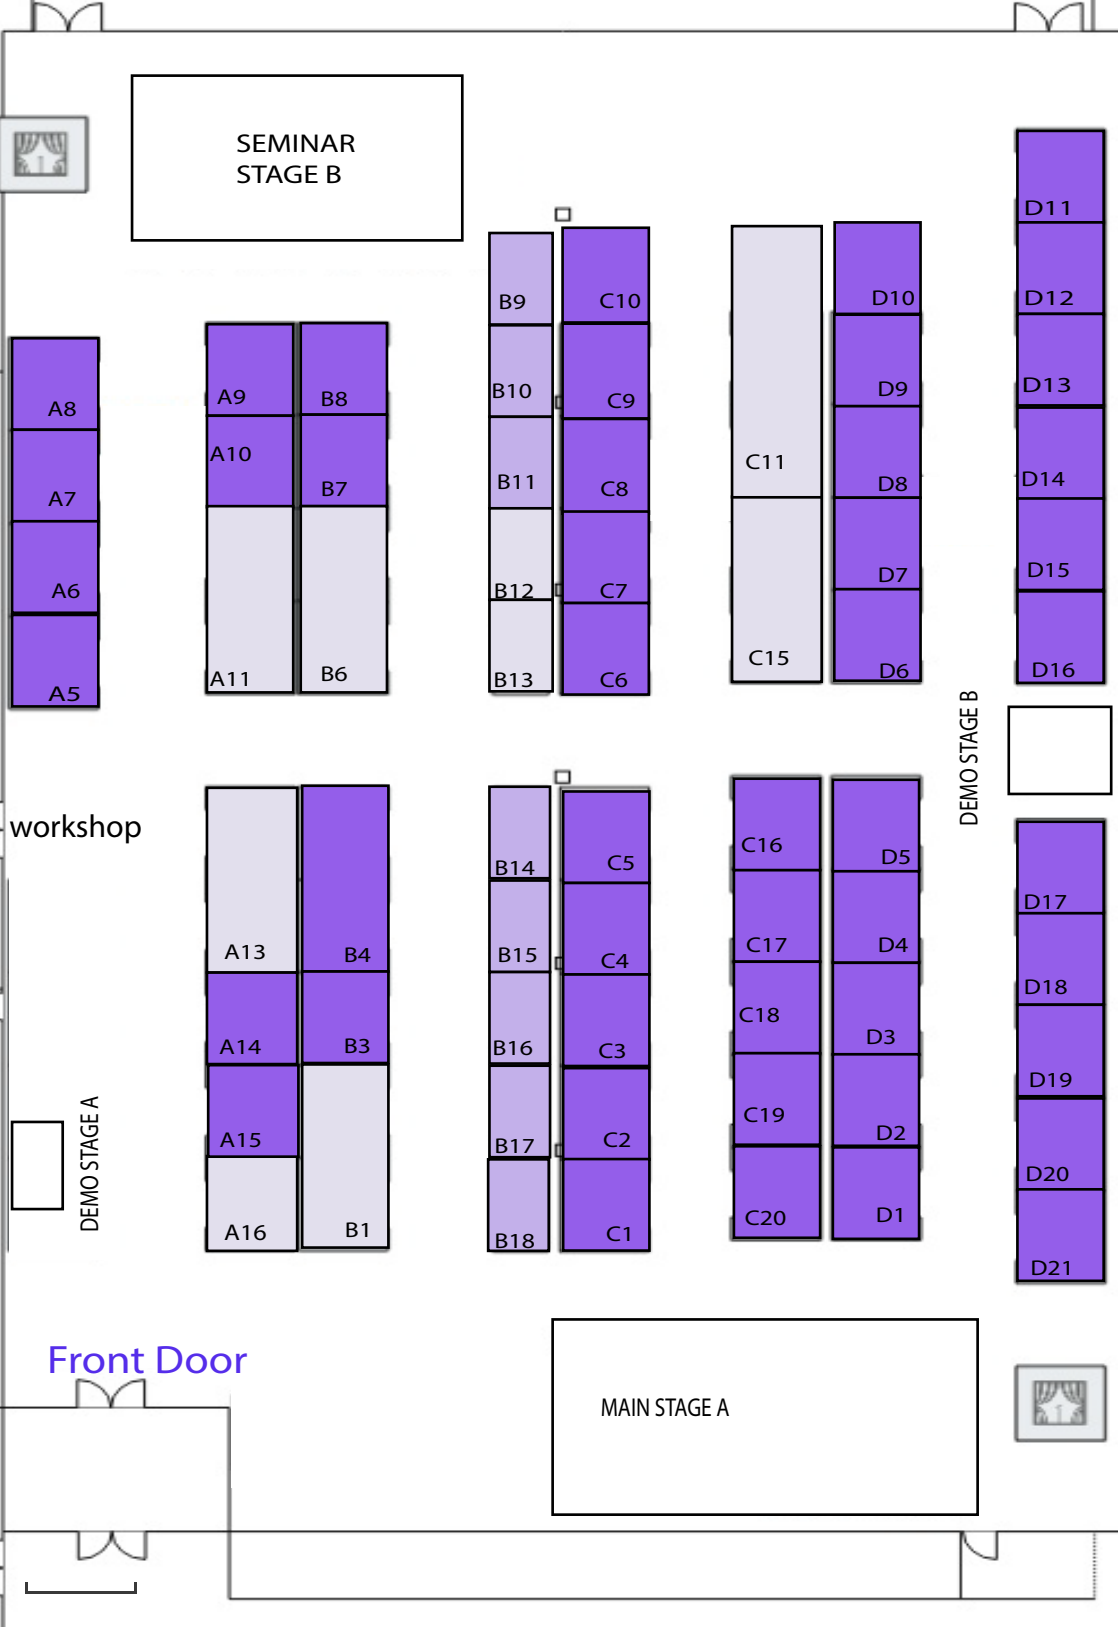 SEMINAR
STAGE B
A8
A7
A6
A5
A9
A10
A11
B8
B7
B6
B9
B10
B11
B12
B13
C10
C9
C8
C7
C6
C11
C15
D10
D9
D8
D7
D6
D11
D12
D13
D14
D15
D16
DEMO STAGE B
workshop
DEMO STAGE A
A13
A14
A15
A16
B4
B3
B1
B14
B15
B16
B17
B18
C5
C4
C3
C2
C1
C16
C17
C18
C19
C20
D5
D4
D3
D2
D1
D17
D18
D19
D20
D21
Front Door
MAIN STAGE A